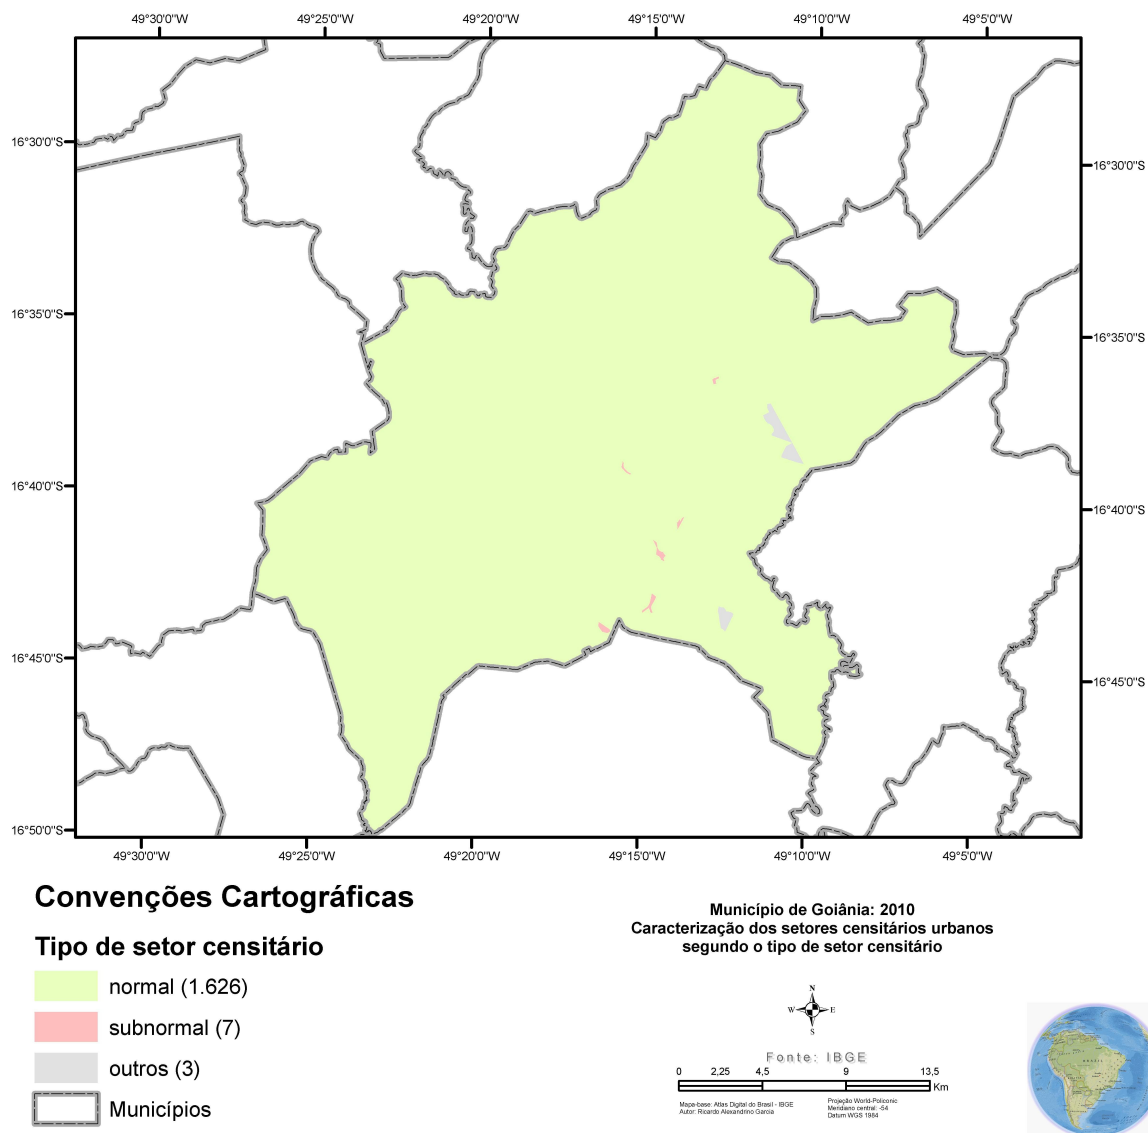 49°30'0"W 49°25'0"W 49°20'0"W 49°15'0"W 49°10'0"W 49°5'0"W
16°30'0"S
16°30'0"S
16°35'0"S
16°35'0"S
16°40'0"S
16°40'0"S
16°45'0"S
16°45'0"S
16°50'0"S
49°30'0"W 49°25'0"W 49°20'0"W 49°15'0"W 49°10'0"W 49°5'0"W
Convenções Cartográficas
Tipo de setor censitário
normal (1.626)
subnormal (7)
outros (3)
Municípios
Município de Goiânia: 2010
Caracterização dos setores censitários urbanos
segundo o tipo de setor censitário
N
W E
S
Fonte: IBGE
0 2,25 4,5 9 13,5
Km
Mapa-base: Atlas Digital do Brasil - IBGE
Autor: Ricardo Alexandrino Garcia
Projeção World-Policonic
Meridiano central: -54
Datum WGS 1984